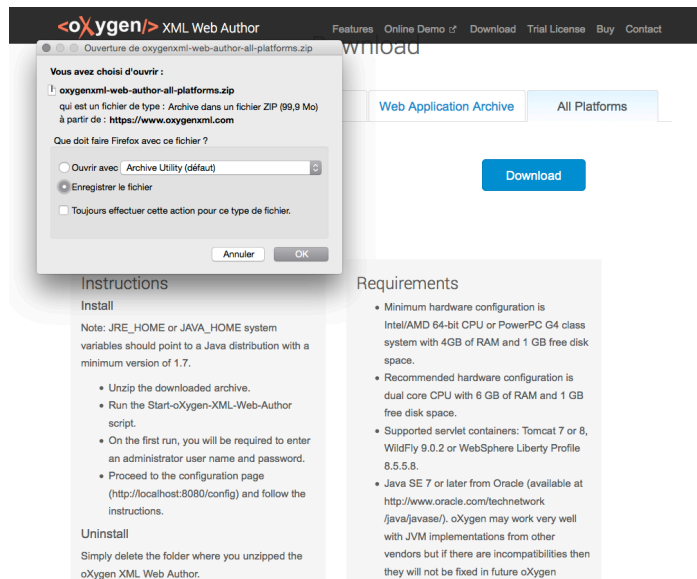 <oXygen/> XML Web Author
Features Online Demo Download Trial License Buy Contact
Ouverture de oxygenxml-web-author-all-platforms.zip
Vous avez choisi d'ouvrir :
oxygenxml-web-author-all-platforms.zip
qui est un fichier de type : Archive dans un fichier ZIP (99,9 Mo)
à partir de : https://www.oxygenxml.com
Que doit faire Firefox avec ce fichier ?
Ouvrir avec Archive Utility (défaut)
Enregistrer le fichier
Toujours effectuer cette action pour ce type de fichier.
Annuler OK
Web Application Archive All Platforms
Download
Instructions
Install
Note: JRE_HOME or JAVA_HOME system
variables should point to a Java distribution with a
minimum version of 1.7.
• Unzip the downloaded archive.
• Run the Start-oXygen-XML-Web-Author
script.
• On the first run, you will be required to enter
an administrator user name and password.
• Proceed to the configuration page
(http://localhost:8080/config) and follow the
instructions.
Uninstall
Simply delete the folder where you unzipped the
oXygen XML Web Author.
Requirements
• Minimum hardware configuration is
Intel/AMD 64-bit CPU or PowerPC G4 class
system with 4GB of RAM and 1 GB free disk
space.
• Recommended hardware configuration is
dual core CPU with 6 GB of RAM and 1 GB
free disk space.
• Supported servlet containers: Tomcat 7 or 8,
WildFly 9.0.2 or WebSphere Liberty Profile
8.5.5.8.
• Java SE 7 or later from Oracle (available at
http://www.oracle.com/technetwork
/java/javase/). oXygen may work very well
with JVM implementations from other
vendors but if there are incompatibilities then
they will not be fixed in future oXygen